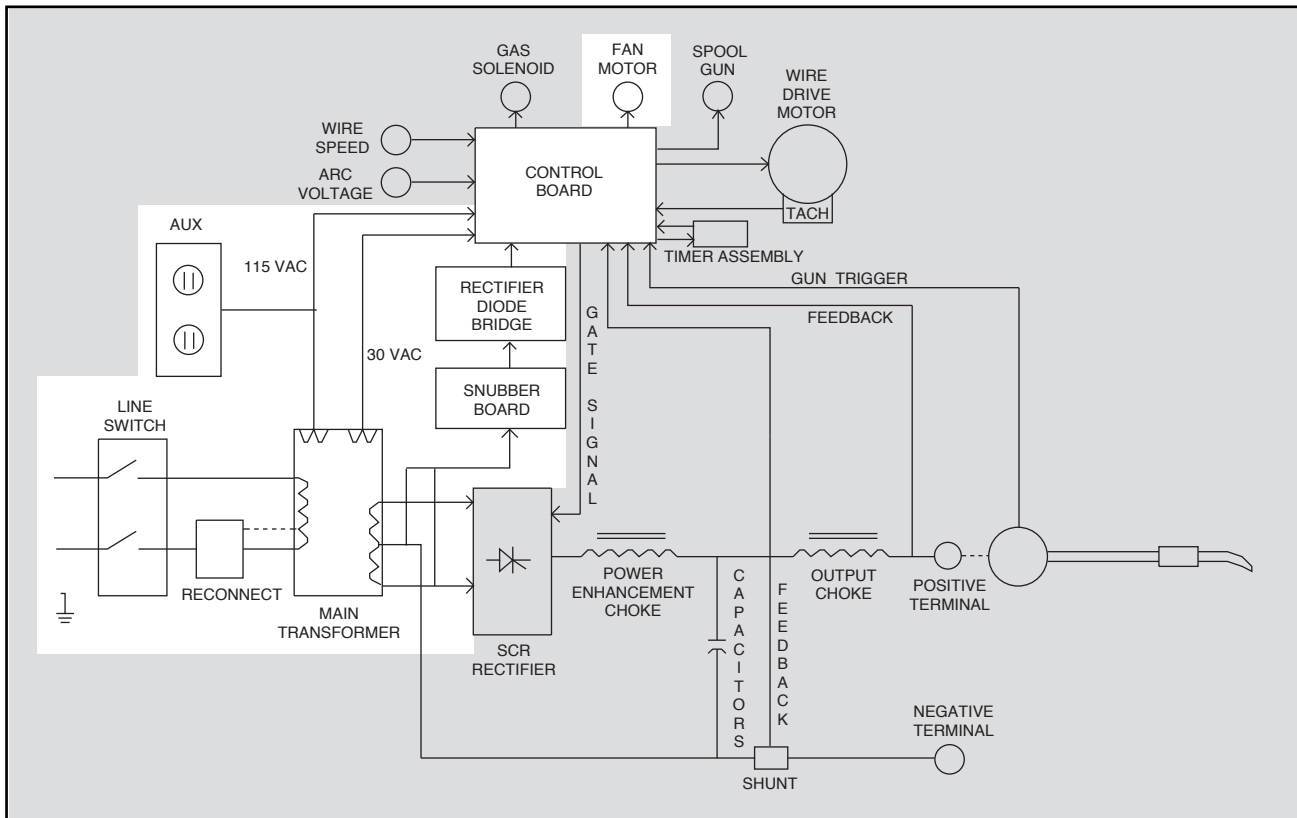 GAS
SOLENOID
FAN
MOTOR
SPOOL
GUN
WIRE
DRIVE
MOTOR
WIRE
SPEED
ARC
VOLTAGE
CONTROL
BOARD
TACH
TIMER ASSEMBLY
AUX
115 VAC
GUN TRIGGER
RECTIFIER
DIODE
BRIDGE
FEEDBACK
30 VAC
SNUBBER
BOARD
GATE SIGNAL
LINE
SWITCH
RECONNECT
MAIN
TRANSFORMER
SCR
RECTIFIER
POWER
ENHANCEMENT
CHOKE
CAPACITORS
FEEDBACK
OUTPUT
CHOKE
POSITIVE
TERMINAL
NEGATIVE
TERMINAL
SHUNT